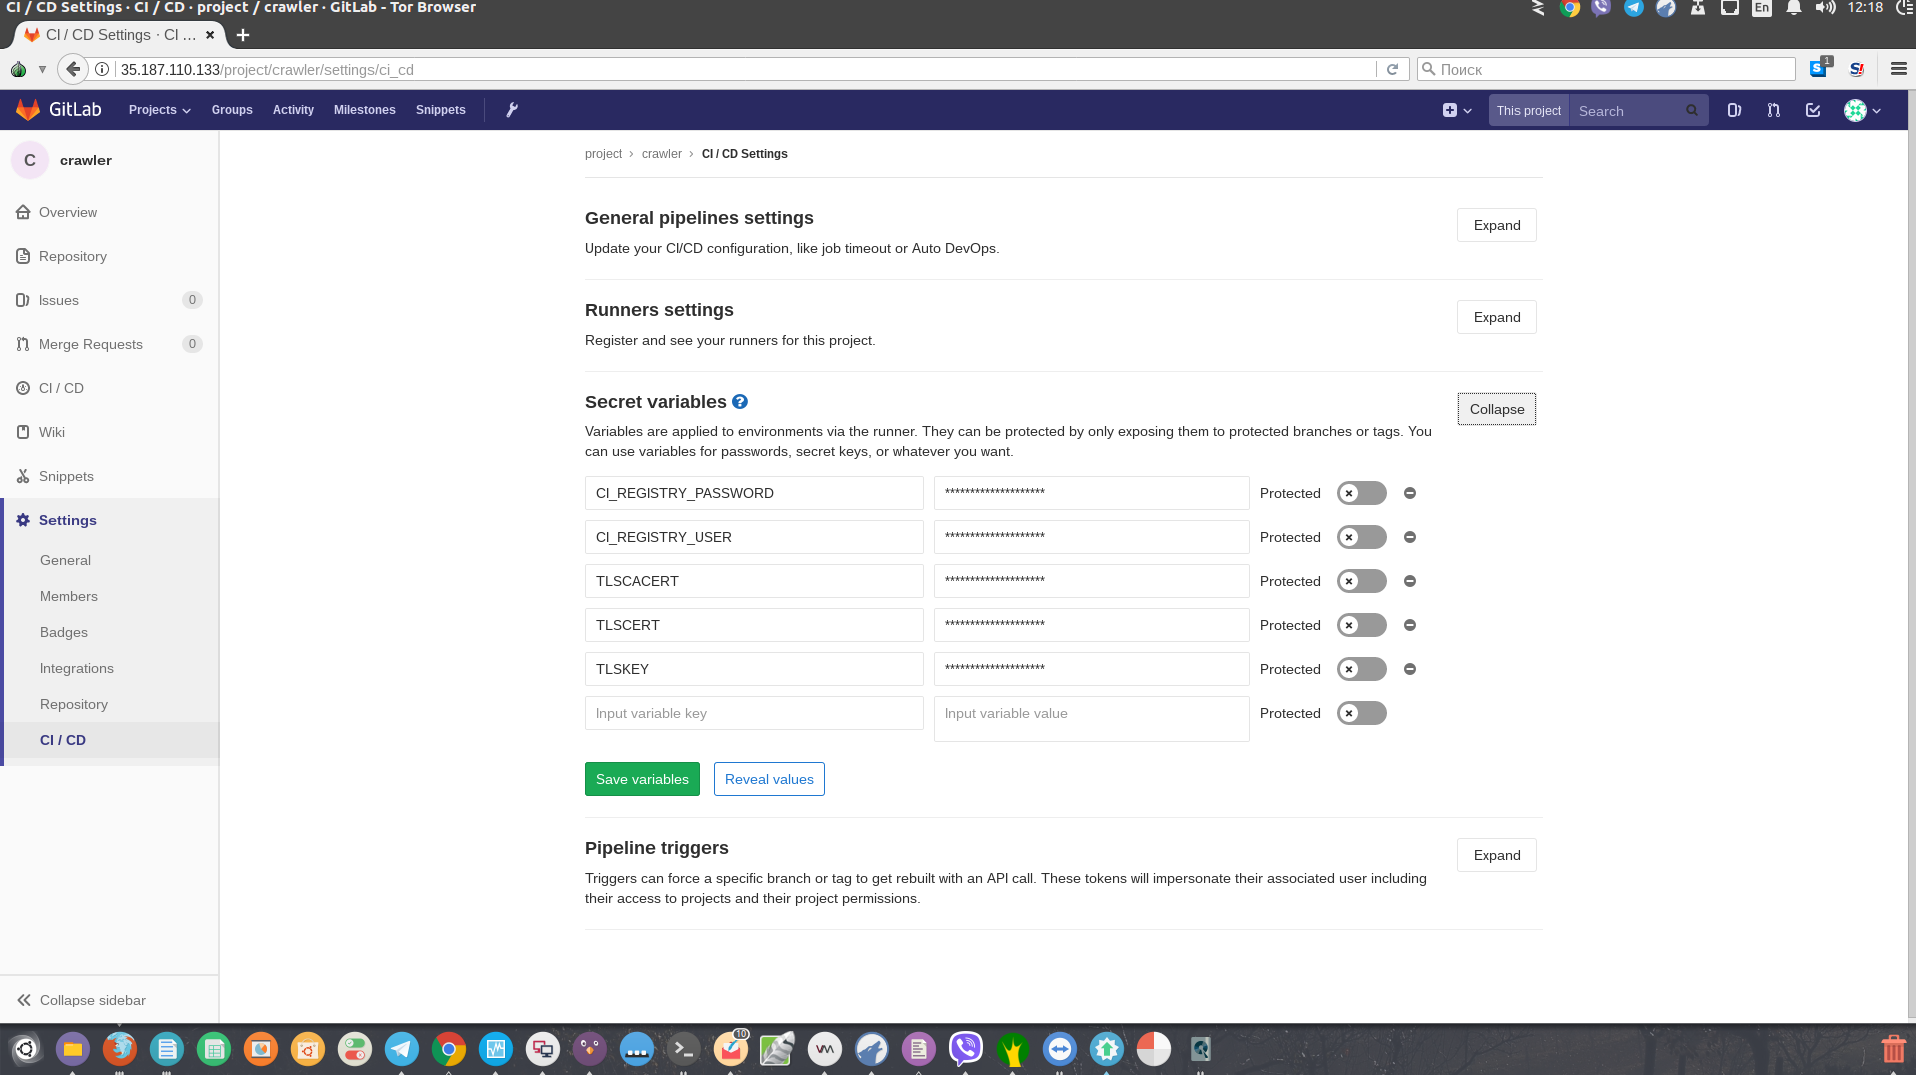 CI / CD Settings · CI / CD · project / crawler · GitLab - Tor Browser
En
12:18
CI / CD Settings · CI ...
35.187.110.133/project/crawler/settings/ci_cd
Поиск
1
GitLab
Projects
Groups
Activity
Milestones
Snippets
This project
Search
C
crawler
Overview
Repository
Issues
0
Merge Requests
0
CI / CD
Wiki
Snippets
Settings
General
Members
Badges
Integrations
Repository
CI / CD
Collapse sidebar
project › crawler › CI / CD Settings
General pipelines settings
Expand
Update your CI/CD configuration, like job timeout or Auto DevOps.
Runners settings
Expand
Register and see your runners for this project.
Secret variables
Collapse
Variables are applied to environments via the runner. They can be protected by only exposing them to protected branches or tags. You
can use variables for passwords, secret keys, or whatever you want.
CI_REGISTRY_PASSWORD ******************** Protected
CI_REGISTRY_USER ******************** Protected
TLSCACERT ******************** Protected
TLSCERT ******************** Protected
TLSKEY ******************** Protected
Input variable key Input variable value Protected
Save variables
Reveal values
Pipeline triggers
Expand
Triggers can force a specific branch or tag to get rebuilt with an API call. These tokens will impersonate their associated user including
their access to projects and their project permissions.
10